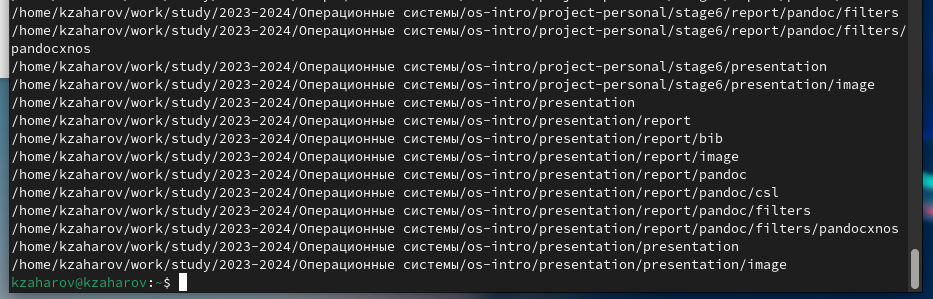 /home/kzaharov/work/study/2023-2024/Операционные системы/os-intro/project-personal/stage6/report/pandoc/filters
/home/kzaharov/work/study/2023-2024/Операционные системы/os-intro/project-personal/stage6/report/pandoc/filters/
pandocxnos
/home/kzaharov/work/study/2023-2024/Операционные системы/os-intro/project-personal/stage6/presentation
/home/kzaharov/work/study/2023-2024/Операционные системы/os-intro/project-personal/stage6/presentation/image
/home/kzaharov/work/study/2023-2024/Операционные системы/os-intro/presentation
/home/kzaharov/work/study/2023-2024/Операционные системы/os-intro/presentation/report
/home/kzaharov/work/study/2023-2024/Операционные системы/os-intro/presentation/report/bib
/home/kzaharov/work/study/2023-2024/Операционные системы/os-intro/presentation/report/image
/home/kzaharov/work/study/2023-2024/Операционные системы/os-intro/presentation/report/pandoc
/home/kzaharov/work/study/2023-2024/Операционные системы/os-intro/presentation/report/pandoc/csl
/home/kzaharov/work/study/2023-2024/Операционные системы/os-intro/presentation/report/pandoc/filters
/home/kzaharov/work/study/2023-2024/Операционные системы/os-intro/presentation/report/pandoc/filters/pandocxnos
/home/kzaharov/work/study/2023-2024/Операционные системы/os-intro/presentation/presentation
/home/kzaharov/work/study/2023-2024/Операционные системы/os-intro/presentation/presentation/image
kzaharov@kzaharov:~$